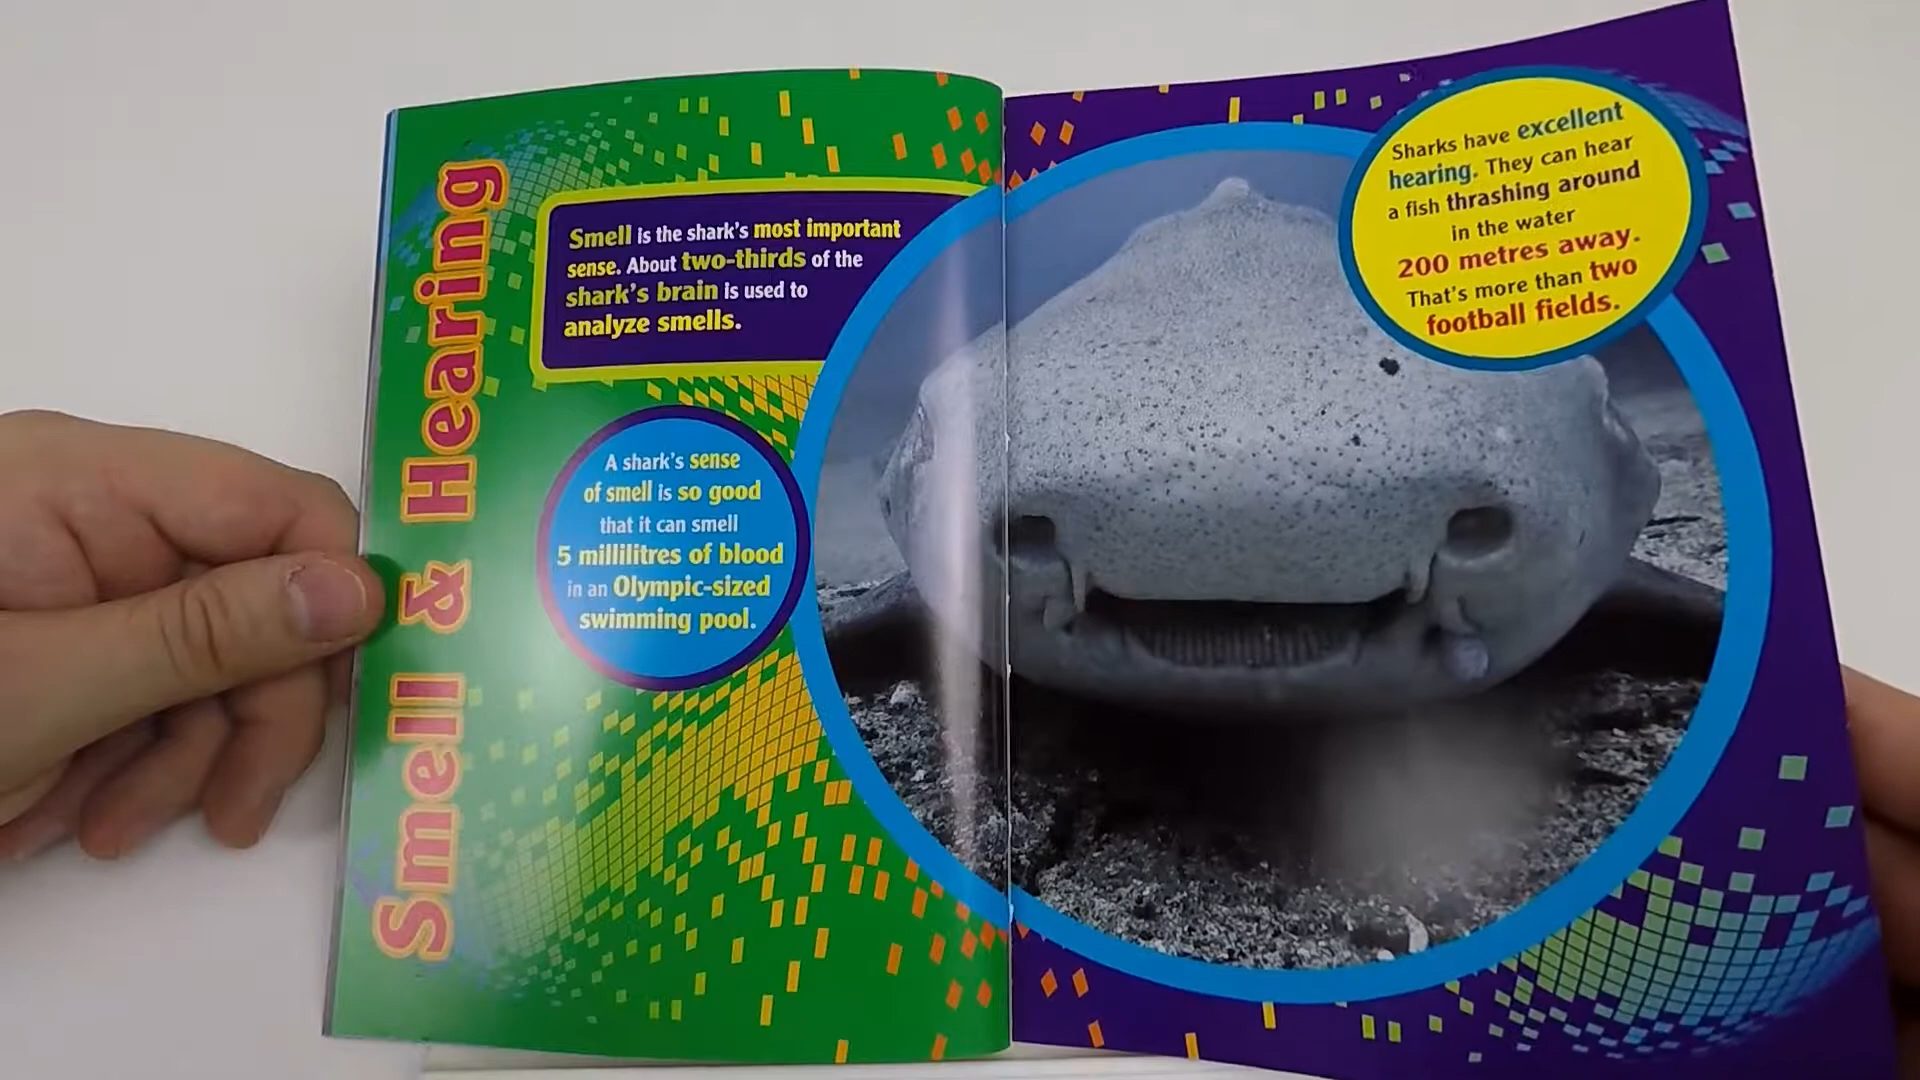 Smell & Hearing
Smell is the shark's most important
sense. About two-thirds of the
shark's brain is used to
analyze smells.
A shark's sense
of smell is so good
that it can smell
5 millilitres of blood
in an Olympic-sized
swimming pool.
Sharks have excellent
hearing. They can hear
a fish thrashing around
in the water
200 metres away.
That's more than two
football fields.